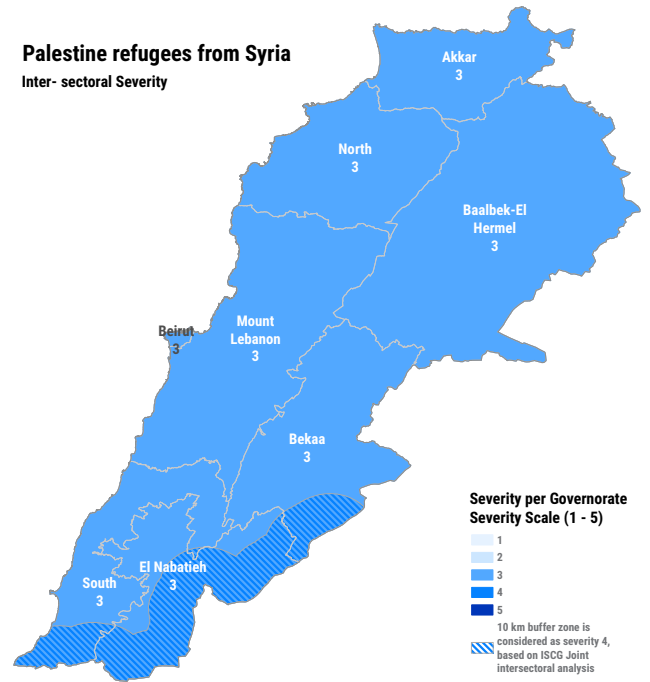 Palestine refugees from Syria
Inter- sectoral Severity
Akkar
3
North
3
Baalbek-El
Hermel
3
Beirut
3
Mount
Lebanon
3
Bekaa
3
El Nabatieh
3
South
3
Severity per Governorate
Severity Scale (1 - 5)
1
2
3
4
5
10 km buffer zone is
considered as severity 4,
based on ISCG Joint
intersectoral analysis